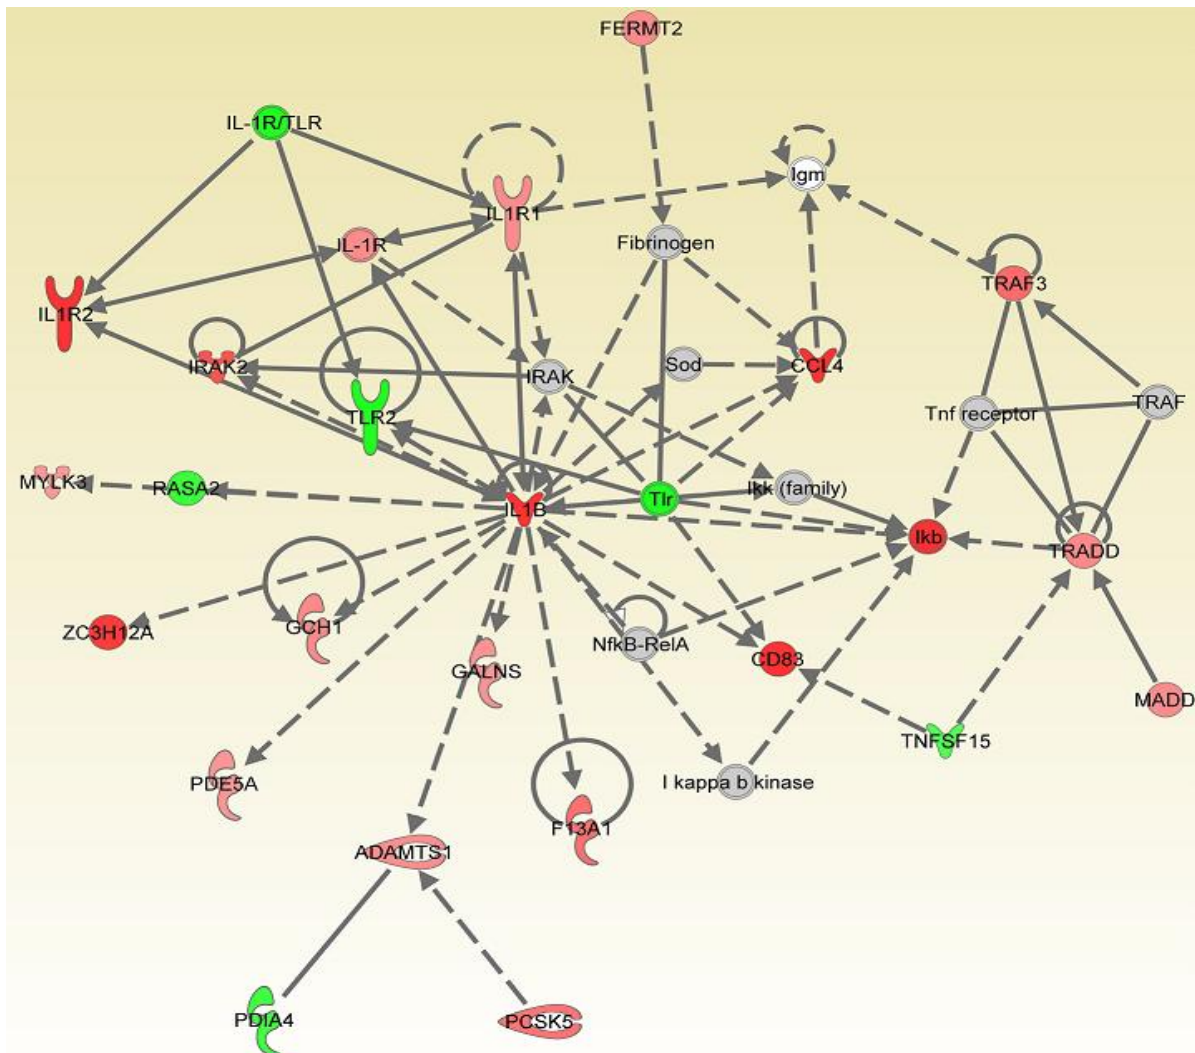 FERMT2
IL-1R/TLR
Igm
IL1R1
IL-1R
Fibrinogen
TRAF3
IL1R2
IRAK2
IRAK
Sod
CCL4
TRAF
Tnf receptor
TLR2
MYLK3
RASA2
Tlr
Ikk (family)
IL1B
Ikb
TRADD
ZC3H12A
GCH1
NfkB-RelA
CD83
GALNS
MADD
TNFSF15
PDE5A
I kappa b kinase
F13A1
ADAMTS1
PDIA4
PCSK5